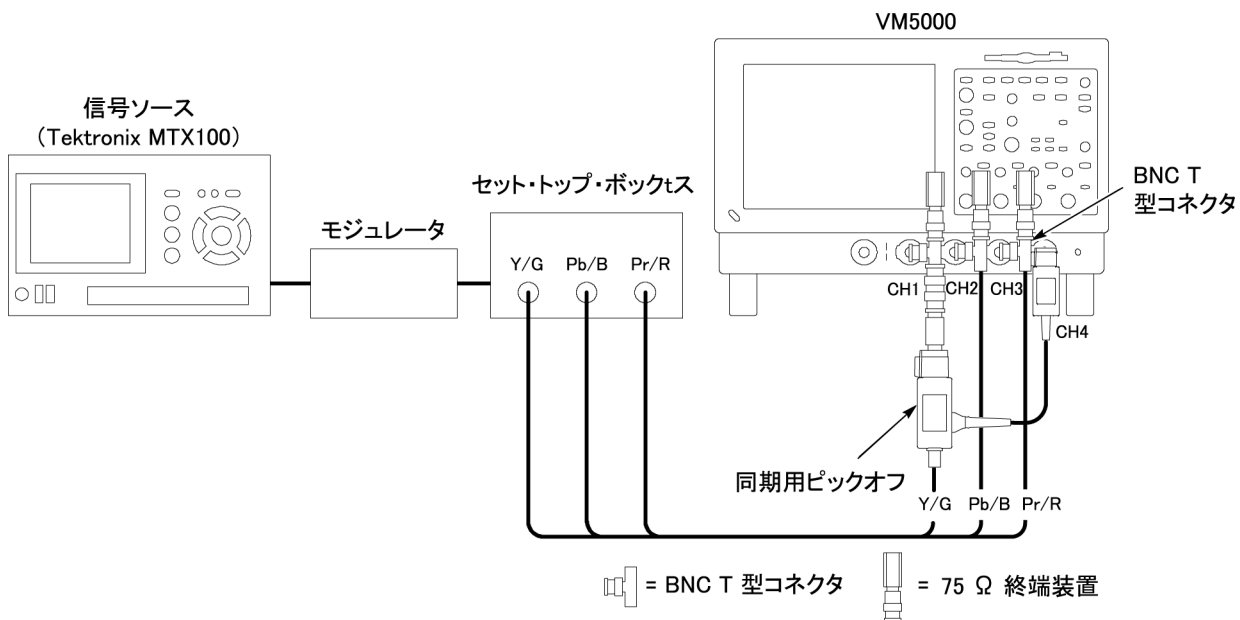 VM5000
信号ソース
(Tektronix MTX100)
モジュレータ
セット・トップ・ボックtス
Y/G Pb/B Pr/R
BNC T
型コネクタ
CH1 CH2 CH3
CH4
同期用ピックオフ
Y/G Pb/B Pr/R
= BNC T 型コネクタ
= 75 Ω 終端装置